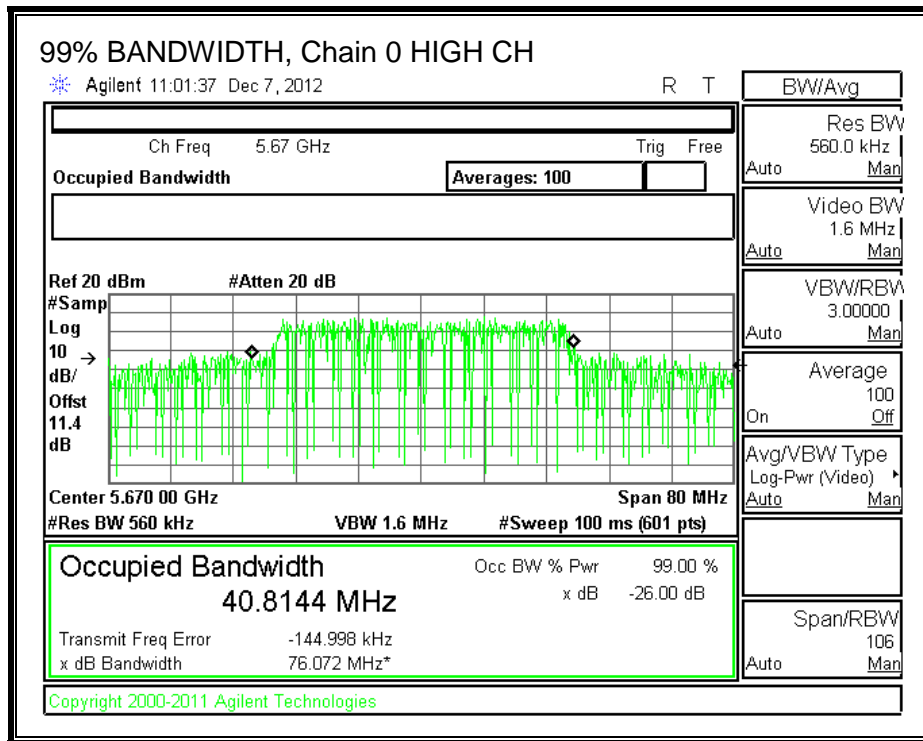 99% BANDWIDTH, Chain 0 HIGH CH
Agilent 11:01:37 Dec 7, 2012 R T
Ch Freq 5.67 GHz Trig Free
Occupied Bandwidth Averages: 100
Ref 20 dBm #Atten 20 dB
#Samp
Log
10
dB/
Offst
11.4
dB
Center 5.670 00 GHz Span 80 MHz
#Res BW 560 kHz VBW 1.6 MHz #Sweep 100 ms (601 pts)
Occupied Bandwidth Occ BW % Pwr 99.00 %
40.8144 MHz x dB -26.00 dB
Transmit Freq Error -144.998 kHz
x dB Bandwidth 76.072 MHz*
Copyright 2000-2011 Agilent Technologies
BW/Avg
Res BW
560.0 kHz
Auto Man
Video BW
1.6 MHz
Auto Man
VBW/RBW
3.00000
Auto Man
Average
100
On Off
Avg/VBW Type
Log-Pwr (Video)
Auto Man
Span/RBW
106
Auto Man